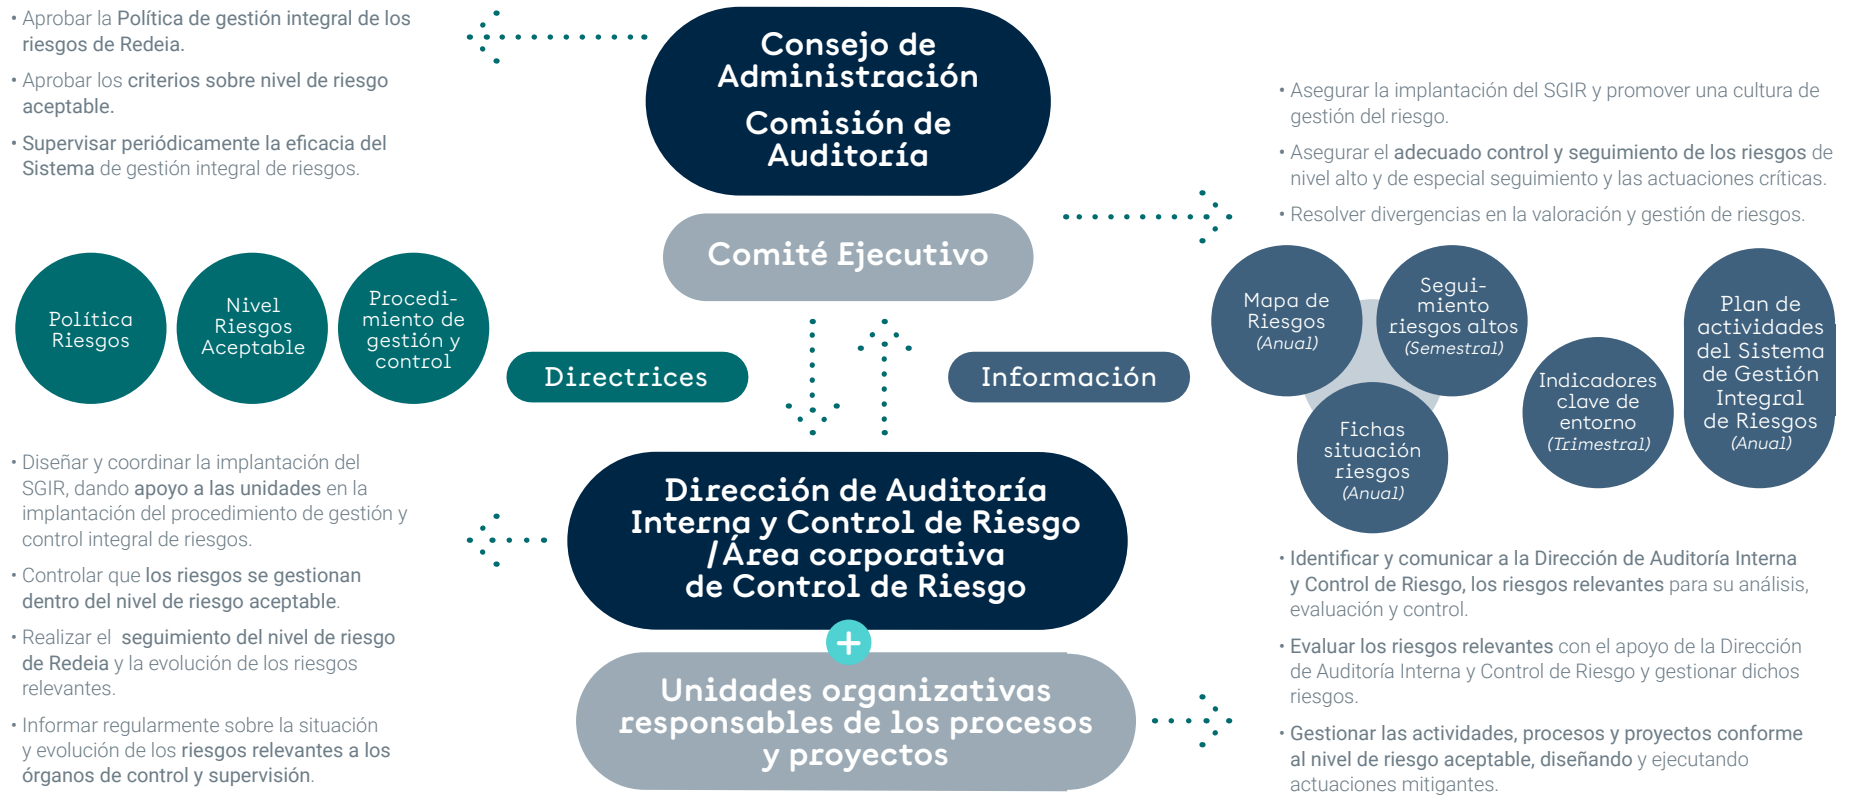 • Aprobar la Política de gestión integral de los
riesgos de Redeia.
• Aprobar los criterios sobre nivel de riesgo
aceptable.
• Supervisar periódicamente la eficacia del
Sistema de gestión integral de riesgos.
Consejo de
Administración
Comisión de
Auditoría
Comité Ejecutivo
• Asegurar la implantación del SGIR y promover una cultura de
gestión del riesgo.
• Asegurar el adecuado control y seguimiento de los riesgos de
nivel alto y de especial seguimiento y las actuaciones críticas.
• Resolver divergencias en la valoración y gestión de riesgos.
Política
Riesgos
Nivel
Riesgos
Aceptable
Procedi-
miento de
gestión y
control
Directrices
Información
Mapa de
Riesgos
(Anual)
Segui-
miento
riesgos altos
(Semestral)
Fichas
situación
riesgos
(Anual)
Indicadores
clave de
entorno
(Trimestral)
Plan de
actividades
del Sistema
de Gestión
Integral
de Riesgos
(Anual)
• Diseñar y coordinar la implantación del
SGIR, dando apoyo a las unidades en la
implantación del procedimiento de gestión y
control integral de riesgos.
• Controlar que los riesgos se gestionan
dentro del nivel de riesgo aceptable.
• Realizar el seguimiento del nivel de riesgo
de Redeia y la evolución de los riesgos
relevantes.
• Informar regularmente sobre la situación
y evolución de los riesgos relevantes a los
órganos de control y supervisión.
Dirección de Auditoría
Interna y Control de Riesgo
/Área corporativa
de Control de Riesgo
+
Unidades organizativas
responsables de los procesos
y proyectos
• Identificar y comunicar a la Dirección de Auditoría Interna
y Control de Riesgo, los riesgos relevantes para su análisis,
evaluación y control.
• Evaluar los riesgos relevantes con el apoyo de la Dirección
de Auditoría Interna y Control de Riesgo y gestionar dichos
riesgos.
• Gestionar las actividades, procesos y proyectos conforme
al nivel de riesgo aceptable, diseñando y ejecutando
actuaciones mitigantes.